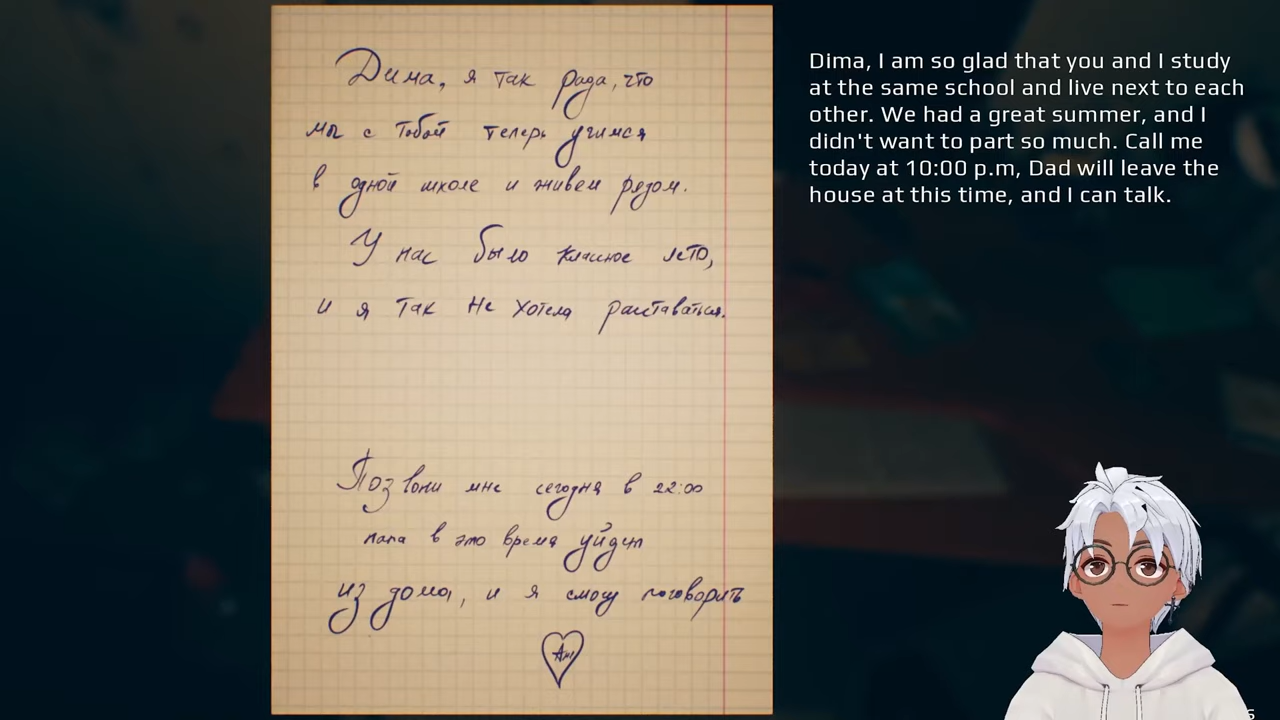 Дима, я так рада, что
мы с тобой теперь учимся
в одной школе и живем рядом.
У нас было классное лето,
и я так не хотела расставаться.
Позвони мне сегодня в 22:00
папа в это время уйдет
из дома, и я смогу поговорить
Dima, I am so glad that you and I study
at the same school and live next to each
other. We had a great summer, and I
didn't want to part so much. Call me
today at 10:00 p.m, Dad will leave the
house at this time, and I can talk.